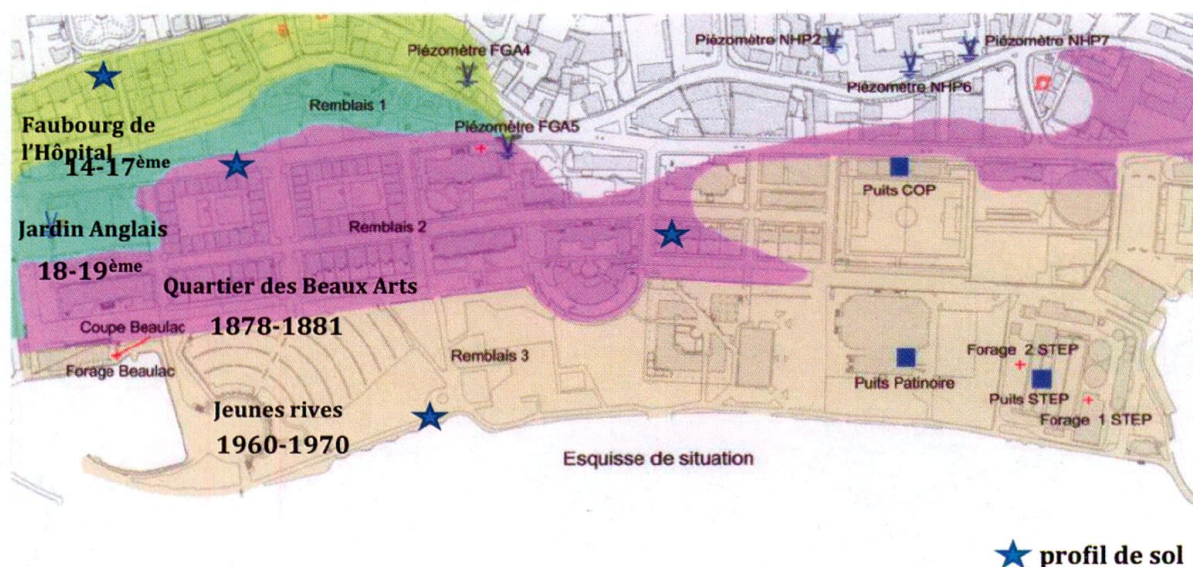 Piézomètre FGA4
Piézomètre NHP2
Piézomètre NHP7
Piézomètre NHP6
Remblais 1
Piézomètre FGA5
Faubourg de
l'Hôpital
14-17ème
Puits COP
Remblais 2
Jardin Anglais
18-19ème
Quartier des Beaux Arts
1878-1881
Coupe Beaulac
Forage Beaulac
Remblais 3
Puits Patinoire
Forage 2 STEP
Puits STEP
Forage 1 STEP
Jeunes rives
1960-1970
Esquisse de situation
profil de sol